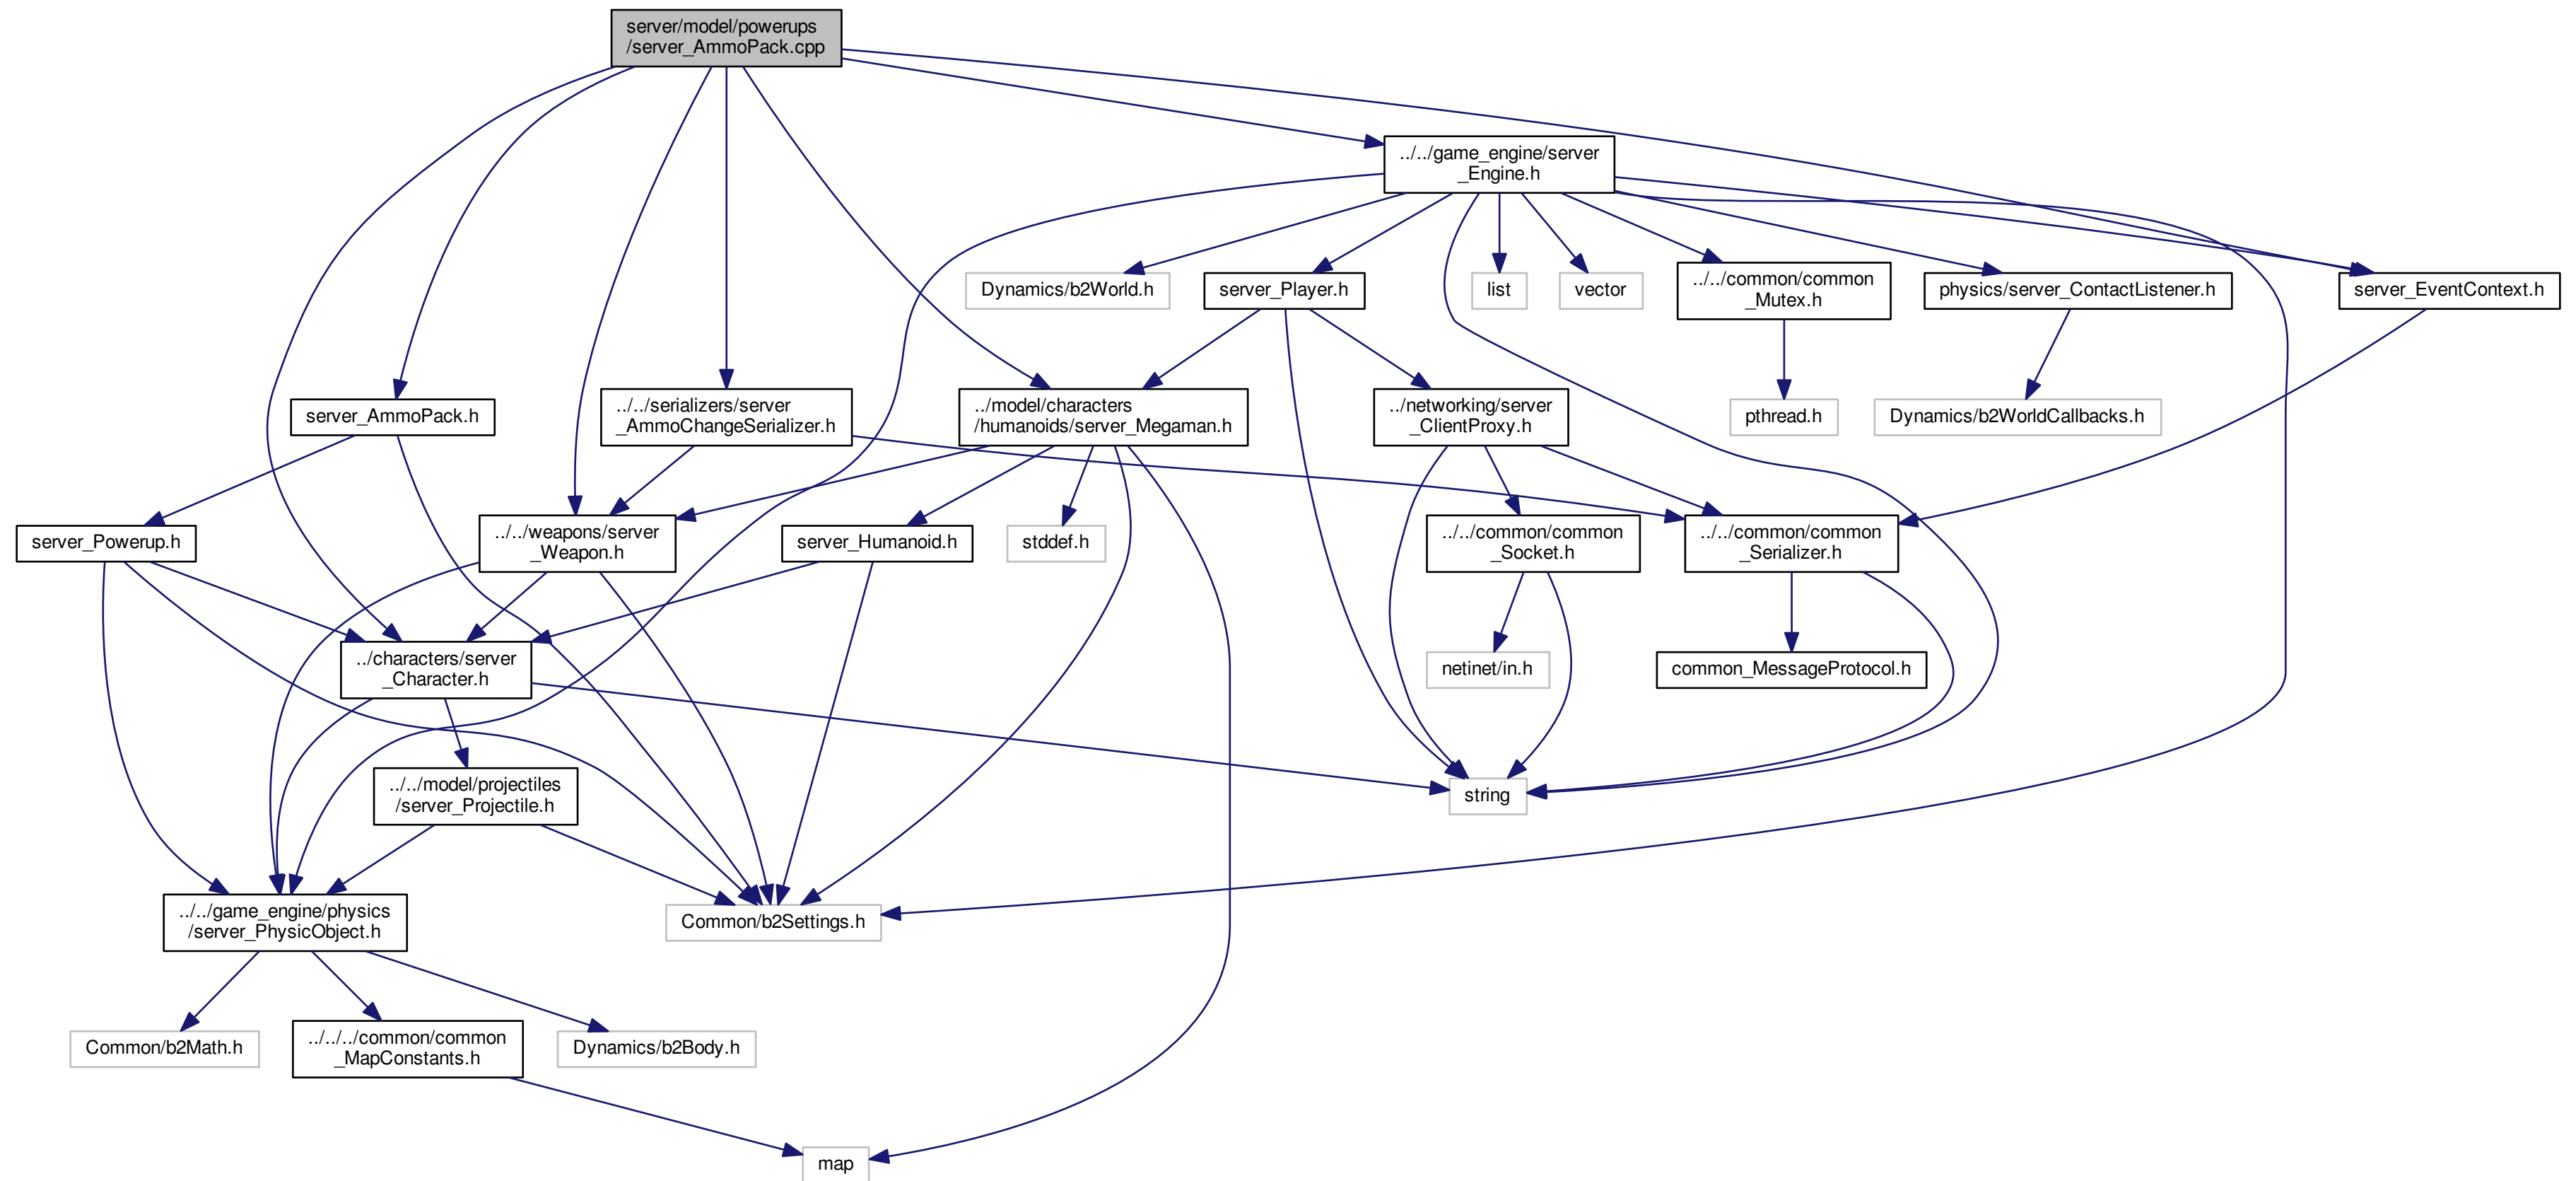 server/model/powerups
/server_AmmoPack.cpp
../../game_engine/server
_Engine.h
Dynamics/b2World.h
server_Player.h
list
vector
../../common/common
_Mutex.h
physics/server_ContactListener.h
server_EventContext.h
server_AmmoPack.h
../../serializers/server
_AmmoChangeSerializer.h
../model/characters
/humanoids/server_Megaman.h
../networking/server
_ClientProxy.h
pthread.h
Dynamics/b2WorldCallbacks.h
server_Powerup.h
../../weapons/server
_Weapon.h
server_Humanoid.h
stddef.h
../../common/common
_Socket.h
../../common/common
_Serializer.h
../characters/server
_Character.h
netinet/in.h
common_MessageProtocol.h
../../model/projectiles
/server_Projectile.h
string
../../game_engine/physics
/server_PhysicObject.h
Common/b2Settings.h
Common/b2Math.h
../../../common/common
_MapConstants.h
Dynamics/b2Body.h
map